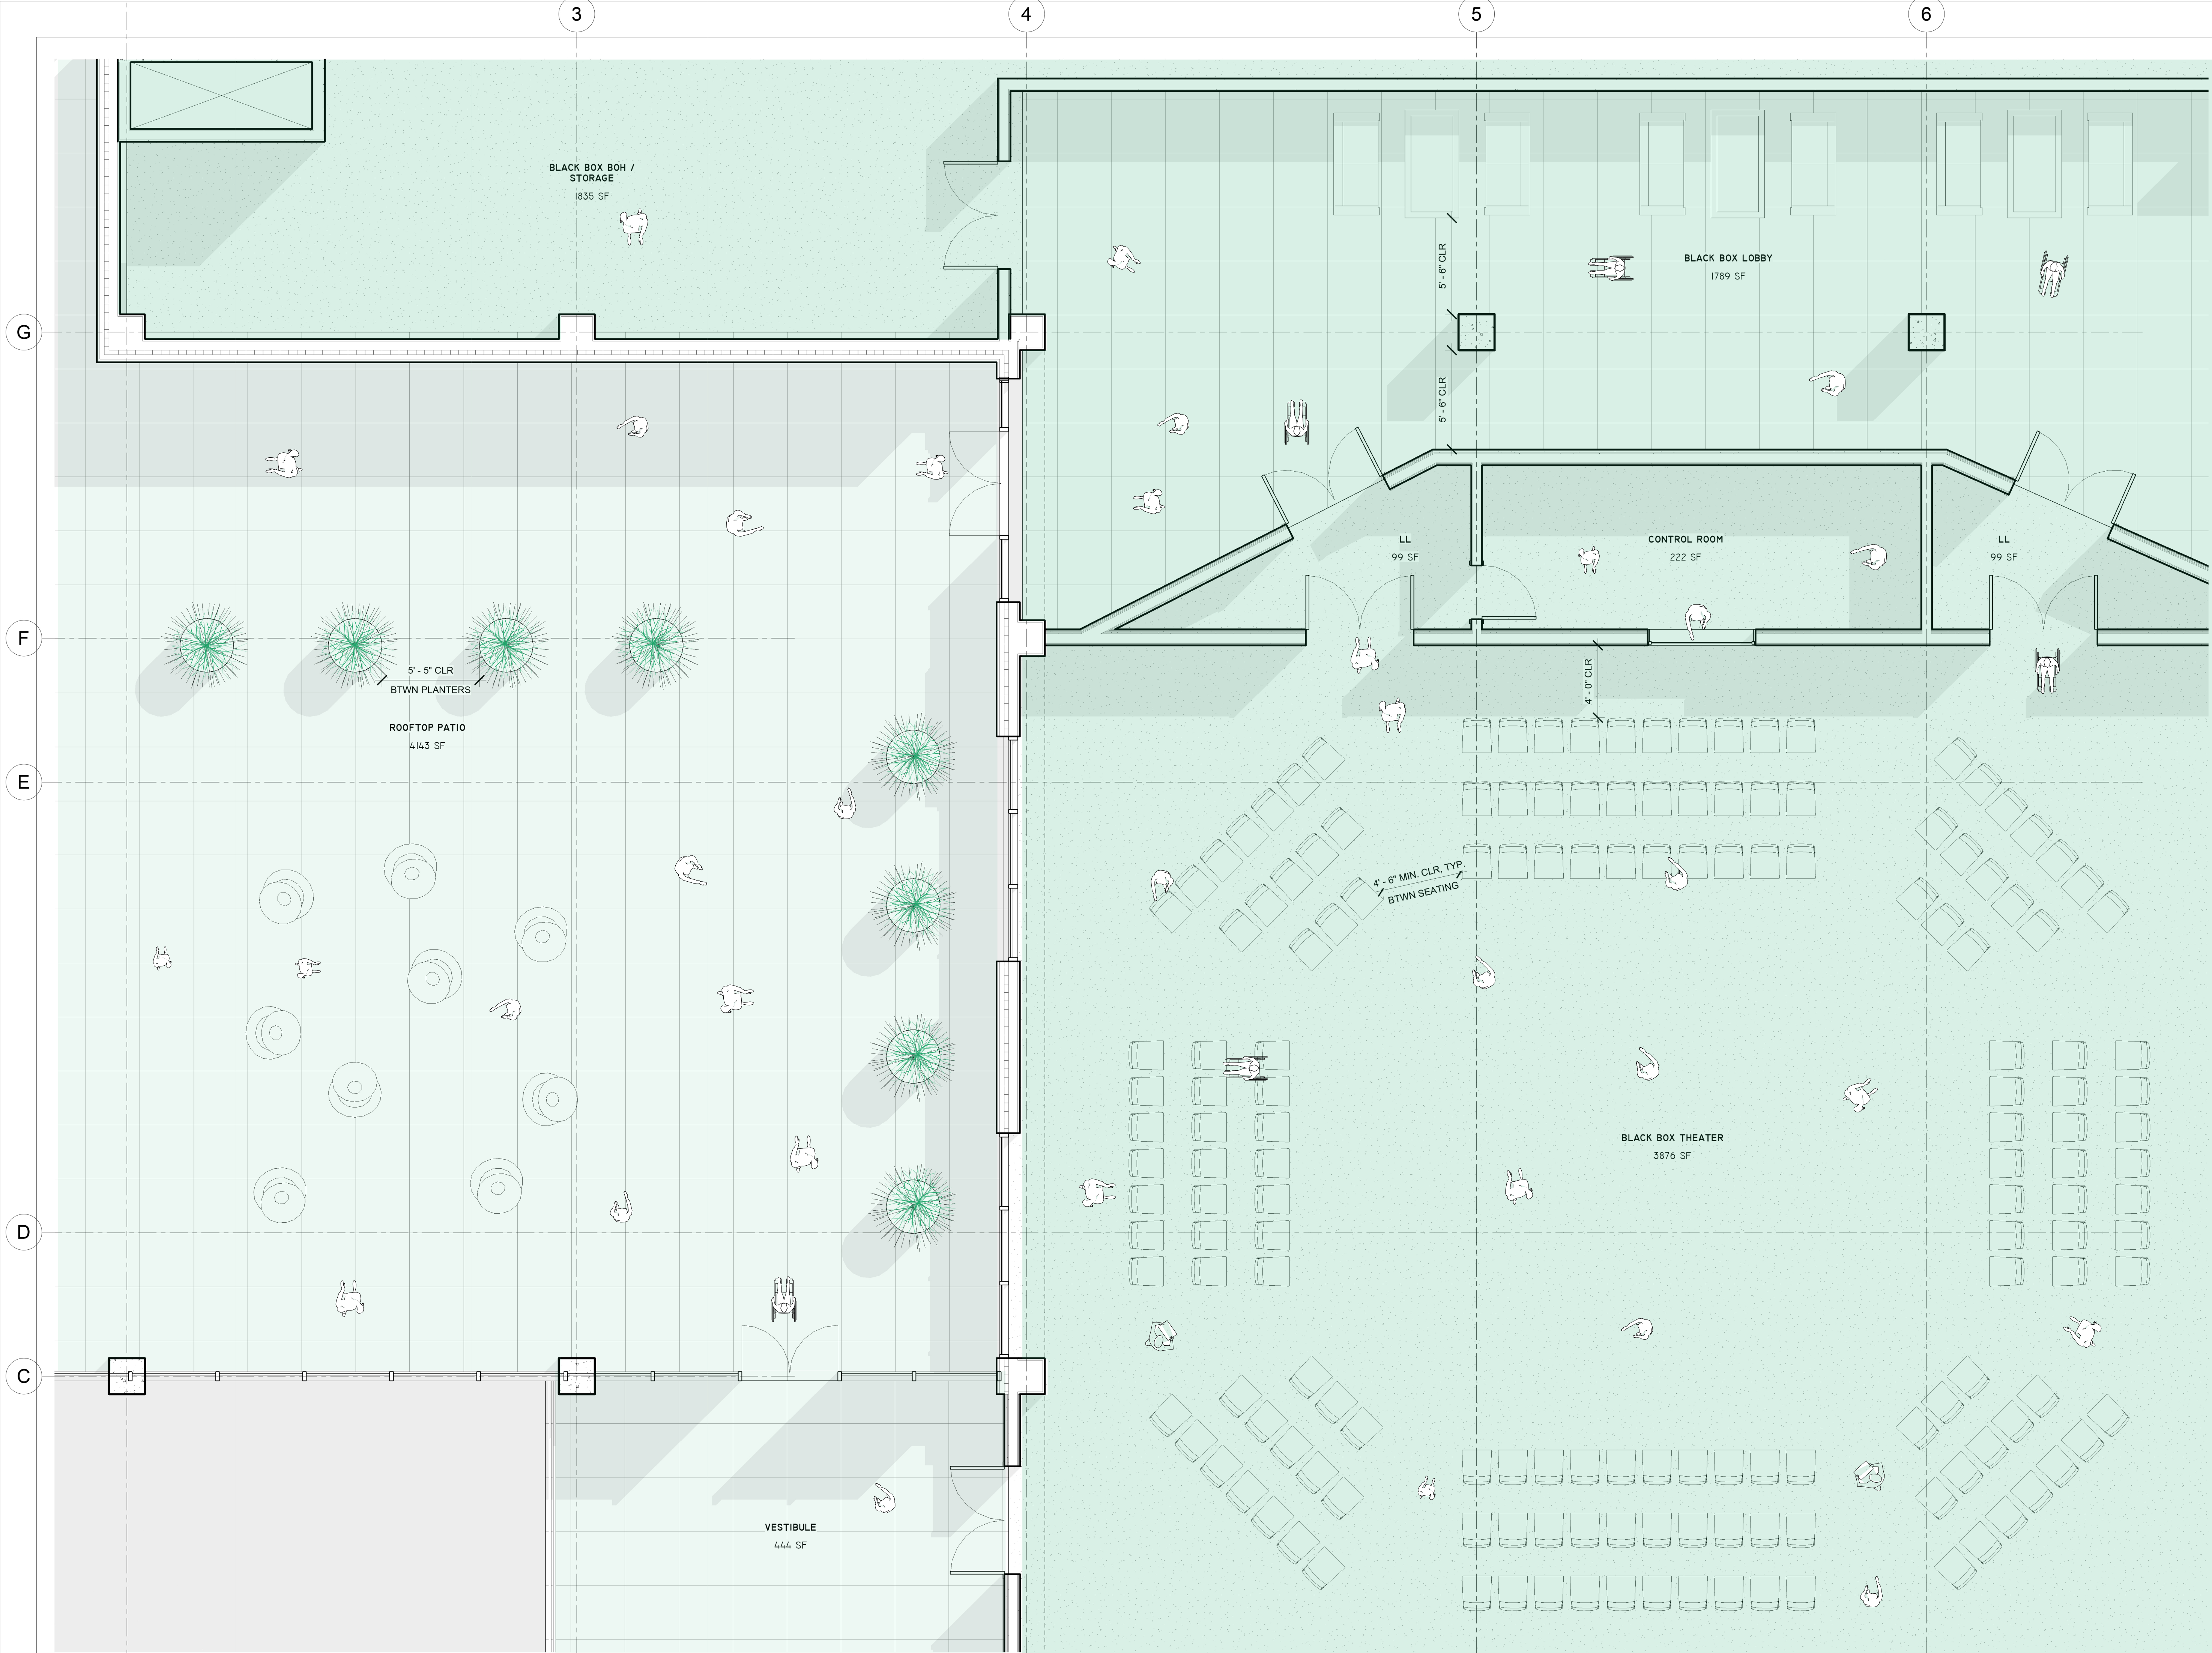 3
4
5
6
BLACK BOX BOH /
STORAGE
1835 SF
BLACK BOX LOBBY
1789 SF
5' - 6" CLR
G
5' - 6" CLR
LL
99 SF
CONTROL ROOM
222 SF
LL
99 SF
F
5' - 5" CLR
BTWN PLANTERS
4' - 0" CLR
ROOFTOP PATIO
4143 SF
E
4' - 6" MIN. CLR, TYP.
BTWN SEATING
BLACK BOX THEATER
3876 SF
D
C
VESTIBULE
444 SF